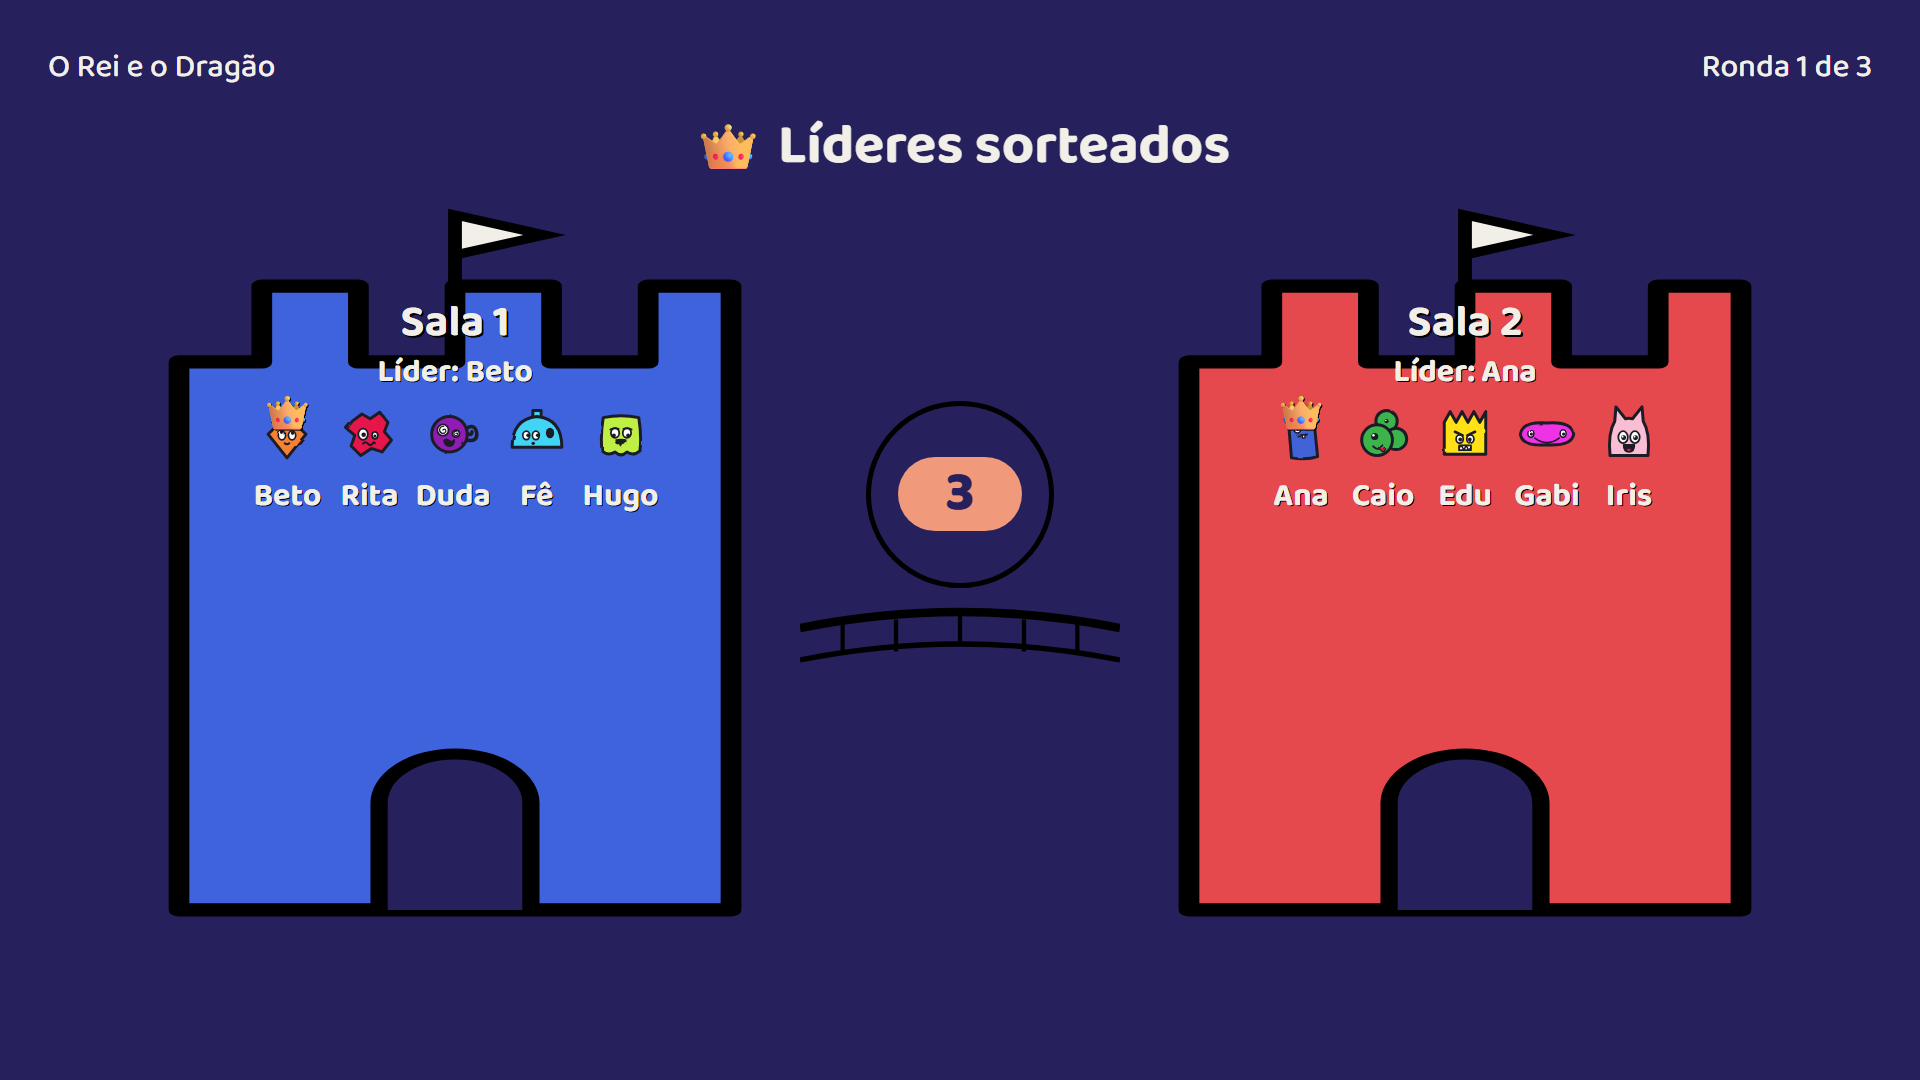 O Rei e o Dragão
Ronda 1 de 3
Líderes sorteados
Sala 1
Líder: Beto
Beto Rita Duda Fê Hugo
3
Sala 2
Líder: Ana
Ana Caio Edu Gabi Iris